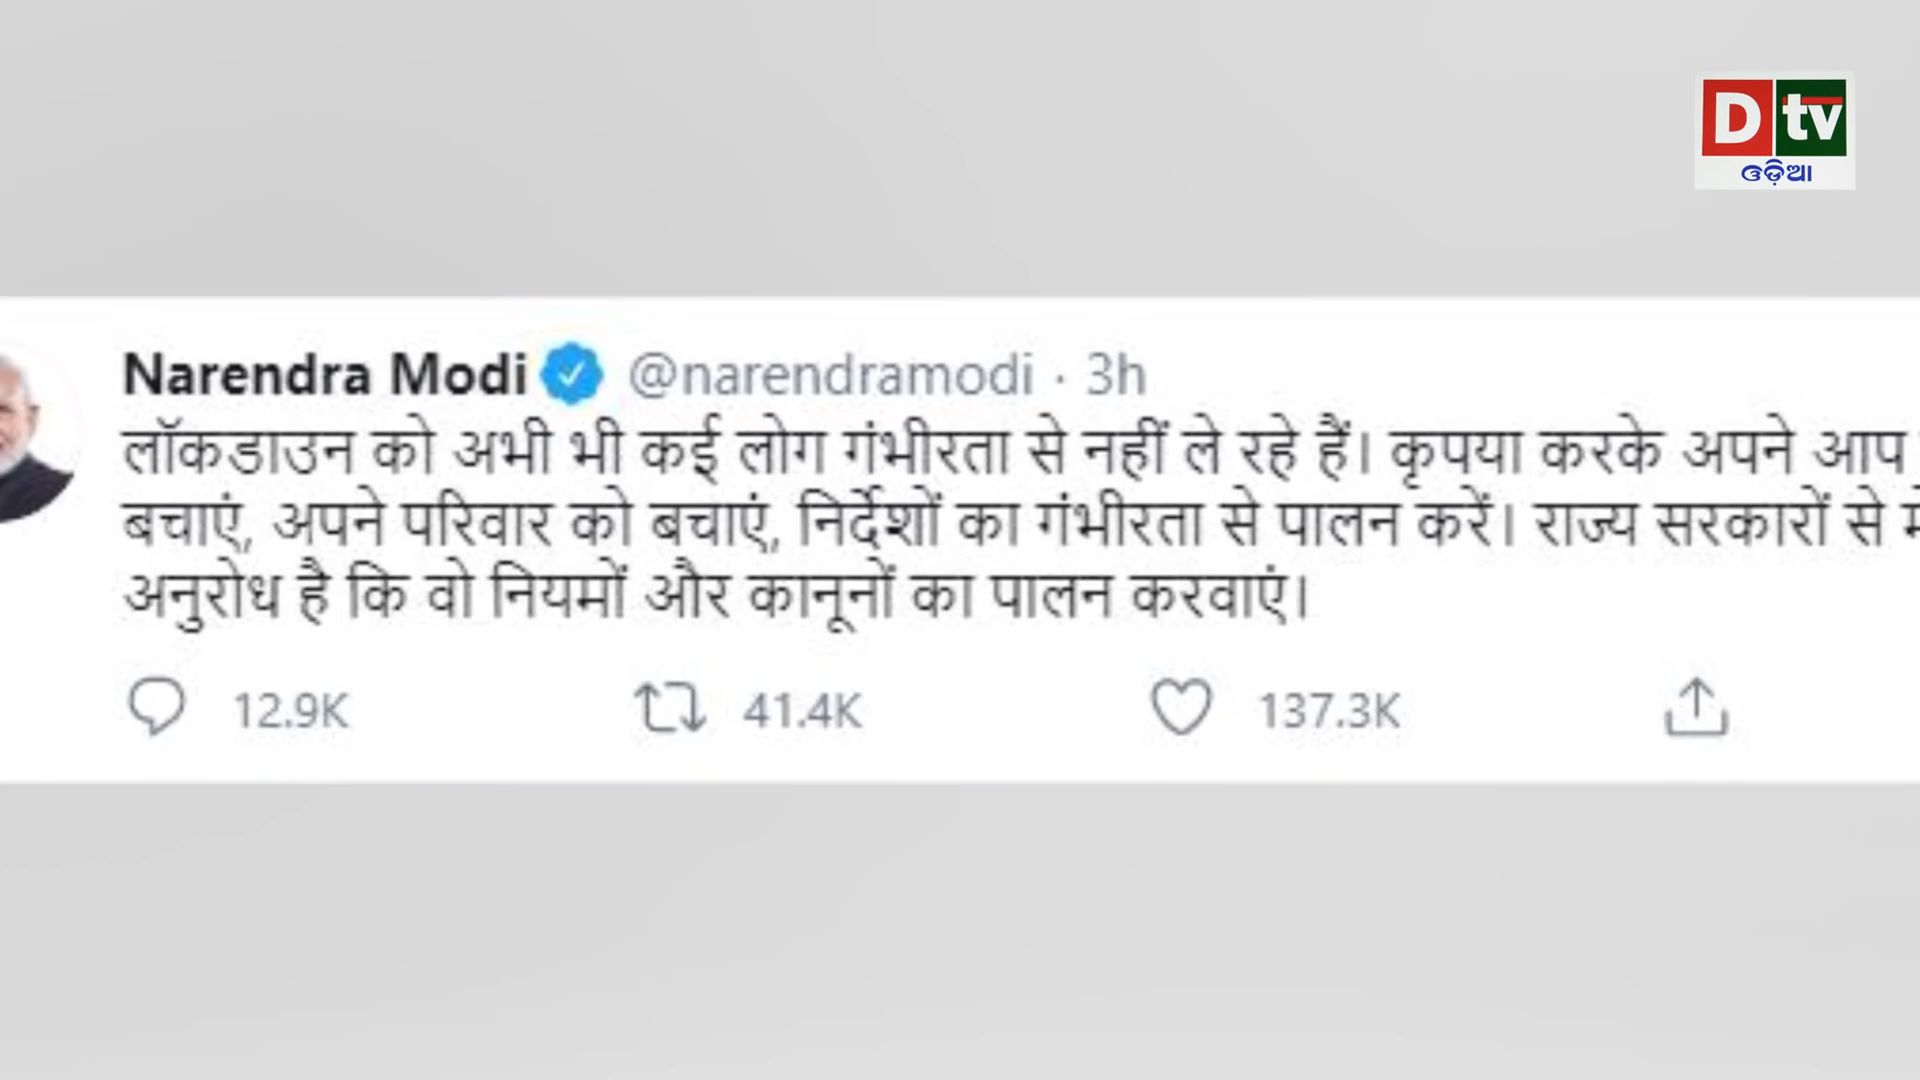 D tv
ଓଡ଼ିଆ
Narendra Modi @narendramodi · 3h
लॉकडाउन को अभी भी कई लोग गंभीरता से नहीं ले रहे हैं। कृपया करके अपने आप
बचाएं, अपने परिवार को बचाएं, निर्देशों का गंभीरता से पालन करें। राज्य सरकारों से
अनुरोध है कि वो नियमों और कानूनों का पालन करवाएं।
12.9K 41.4K 137.3K